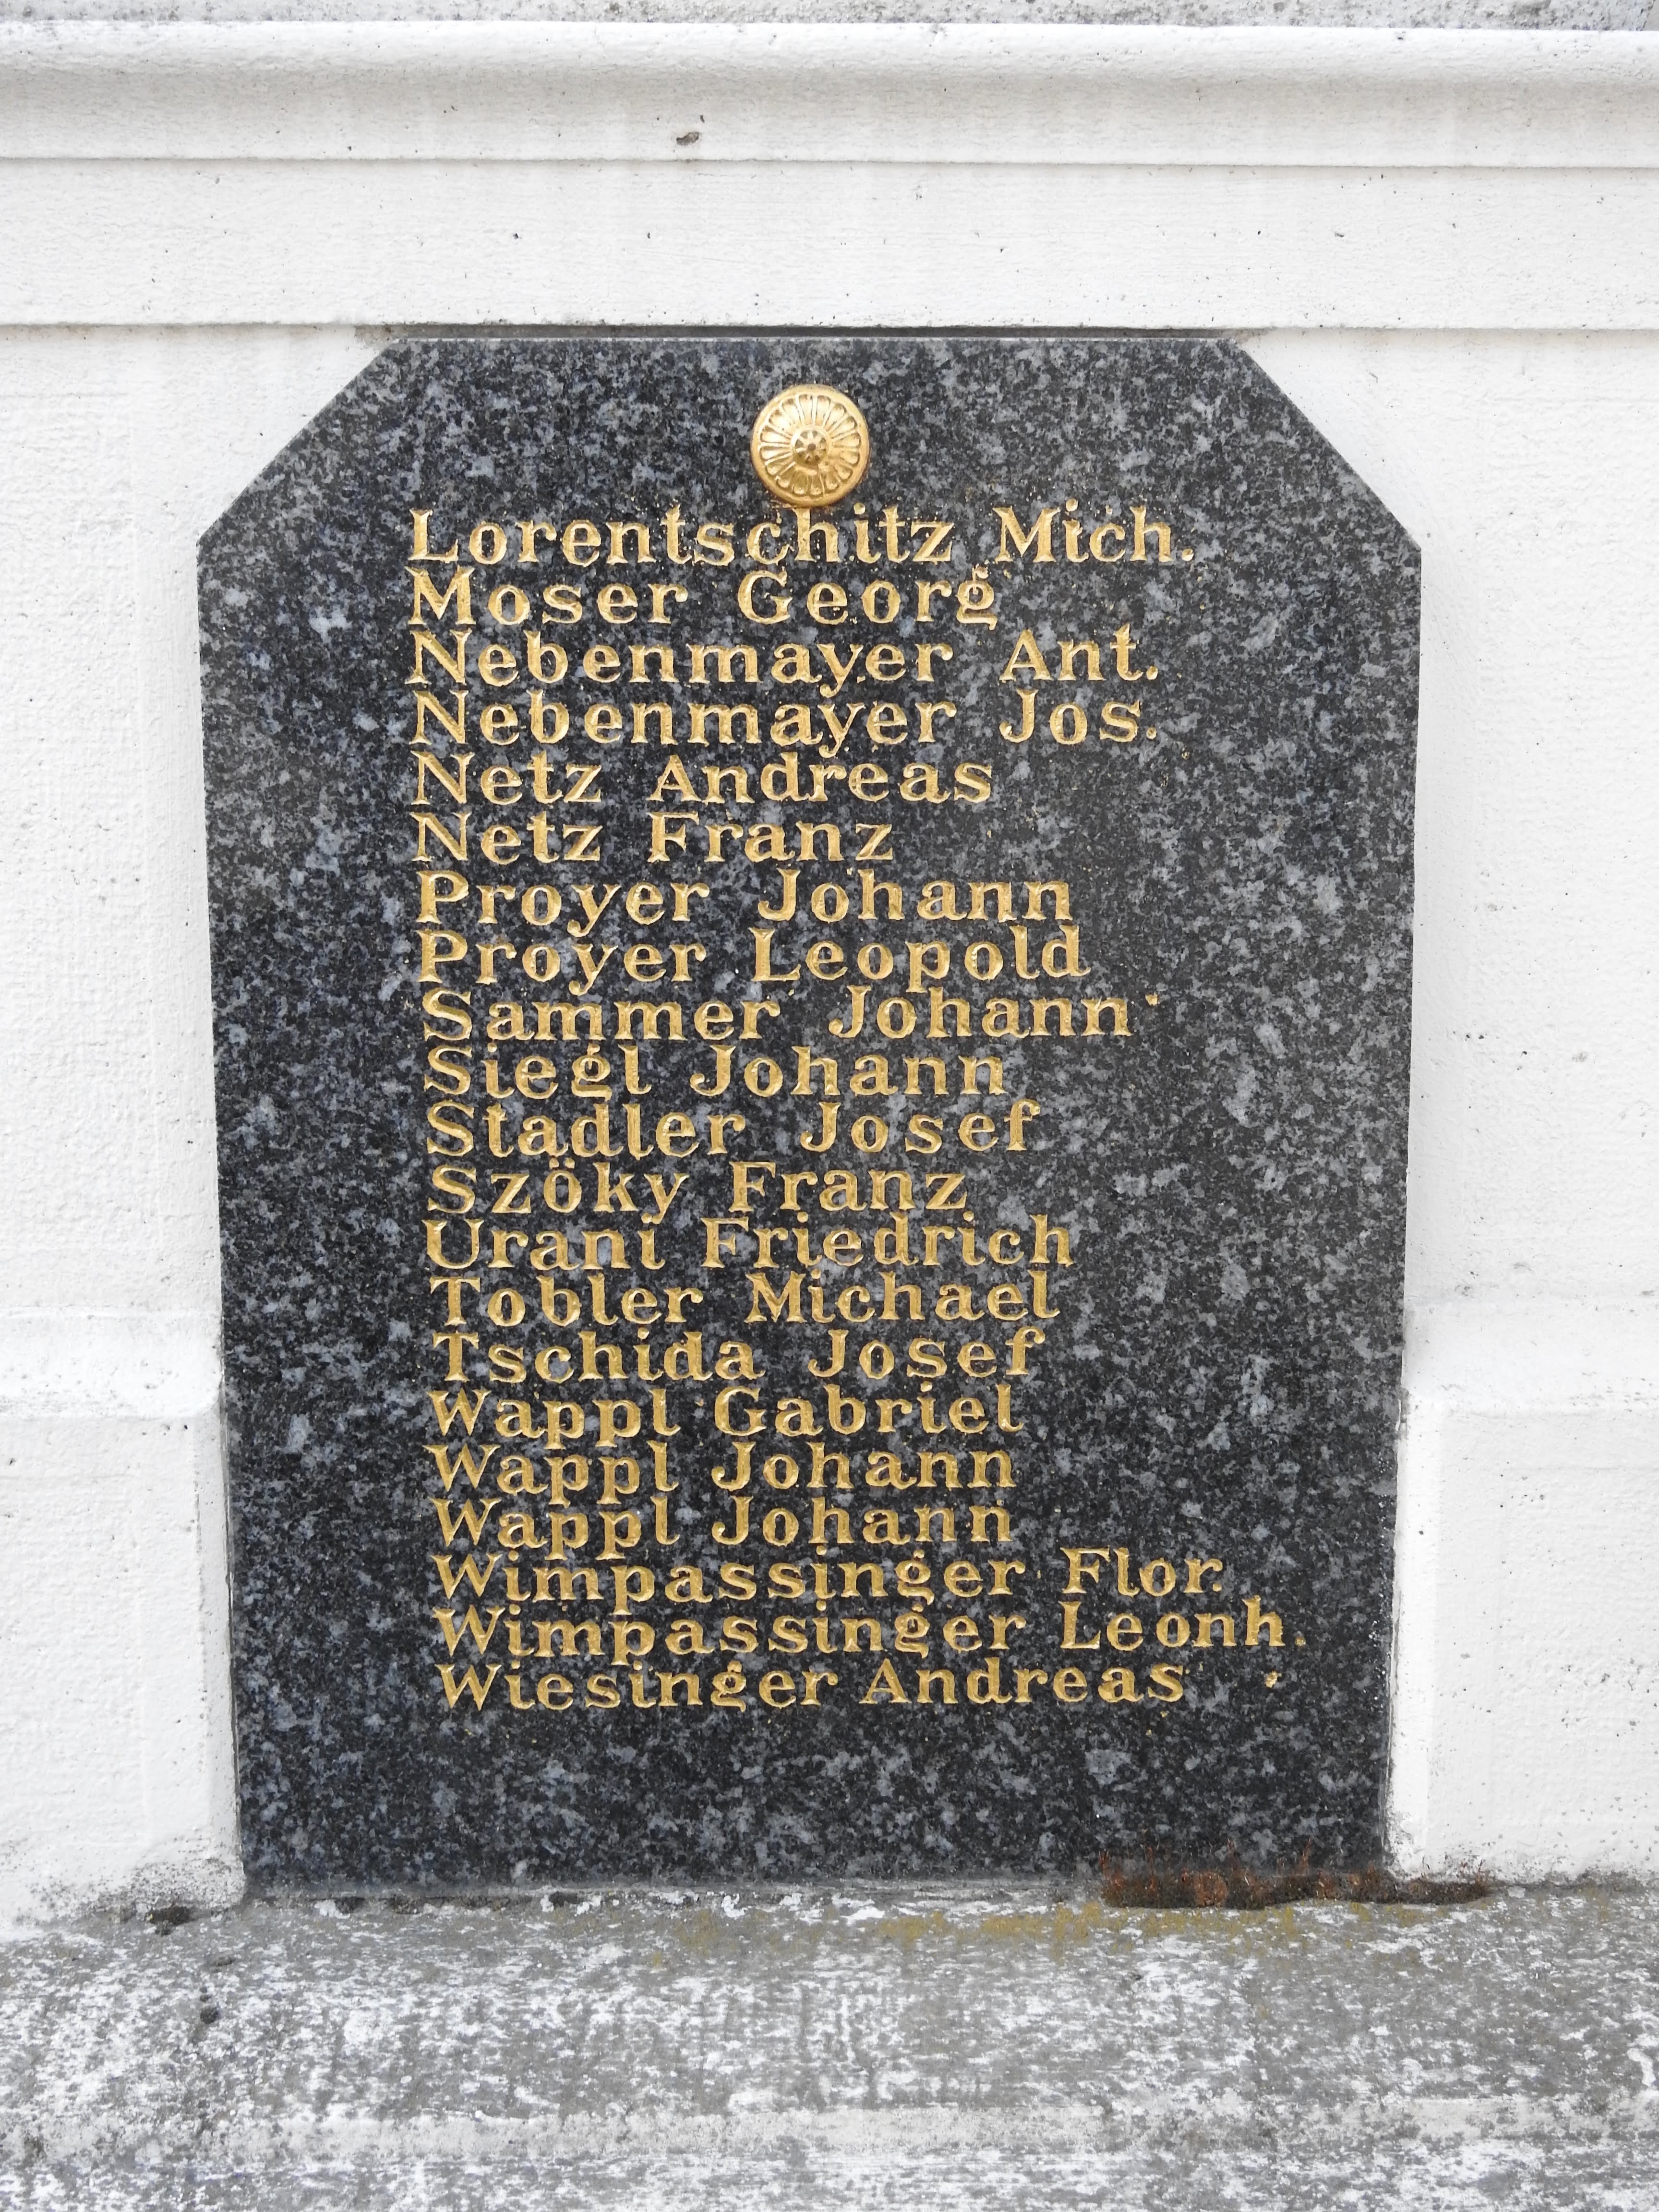 Lorentschitz Mich.
Moser Georg
Nebenmayer Ant.
Nebenmayer Jos.
Netz Andreas
Netz Franz
Proyer Johann
Proyer Leopold
Sammer Johann
Siegl Johann
Stadler Josef
Szöky Franz
Urani Friedrich
Tobler Michael
Tschida Josef
Wappl Gabriel
Wappl Johann
Wappl Johann
Wimpassinger Flor.
Wimpassinger Leonh.
Wiesinger Andreas